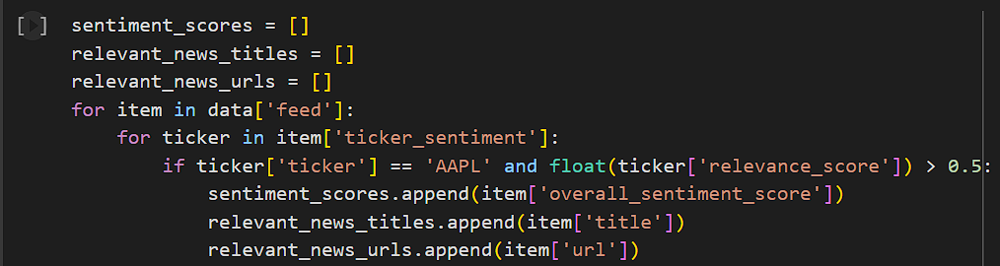 sentiment_scores = []
relevant_news_titles = []
relevant_news_urls = []
for item in data['feed']:
    for ticker in item['ticker_sentiment']:
        if ticker['ticker'] == 'AAPL' and float(ticker['relevance_score']) > 0.5:
            sentiment_scores.append(item['overall_sentiment_score'])
            relevant_news_titles.append(item['title'])
            relevant_news_urls.append(item['url'])